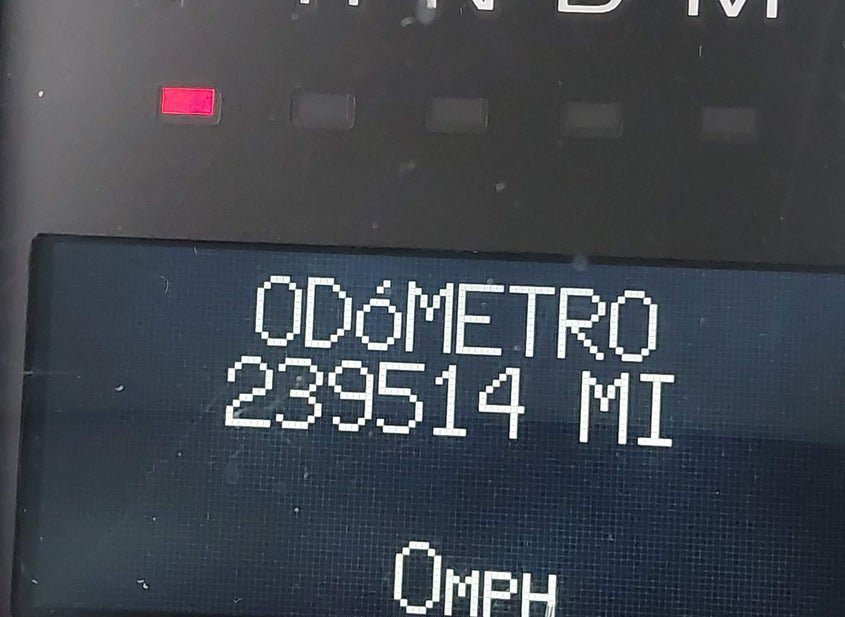 N D M
ODóMETRO
239514 MI
0MPH